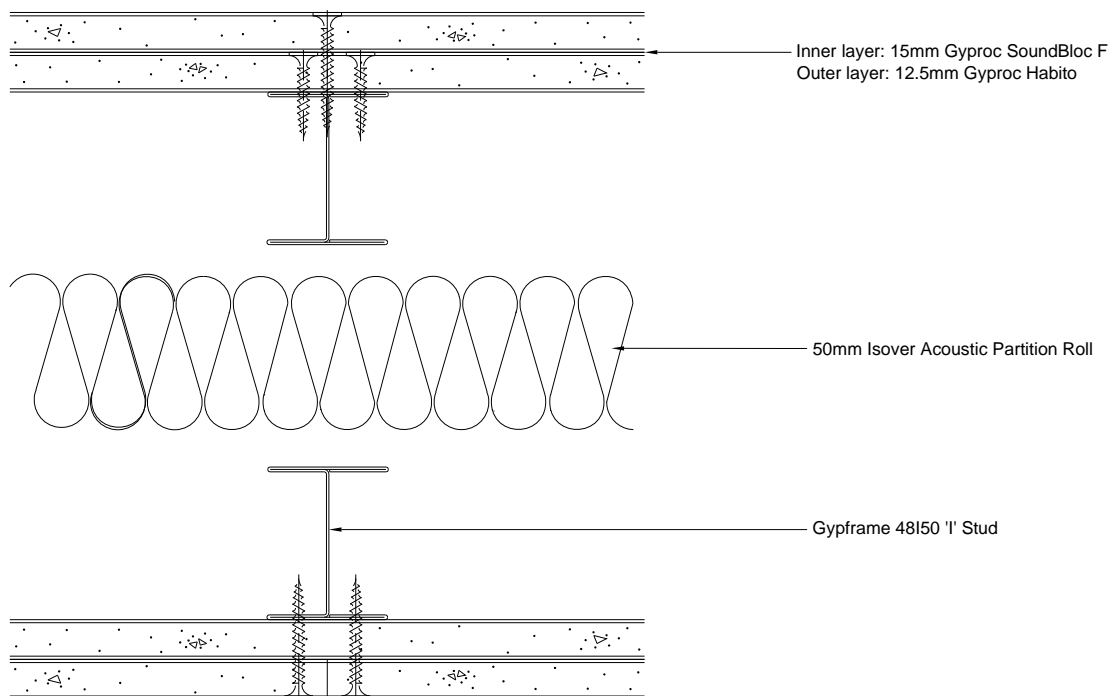 Inner layer: 15mm Gyproc SoundBloc F
Outer layer: 12.5mm Gyproc Habito
50mm Isover Acoustic Partition Roll
Gypframe 48I50 'I' Stud